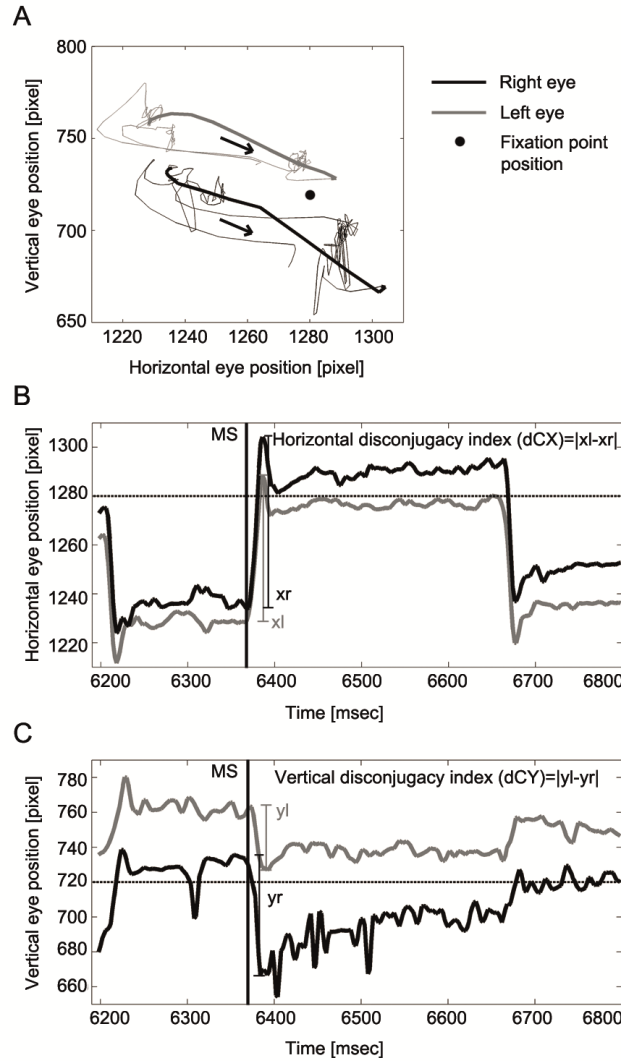 A
800
750
700
650
Vertical eye position [pixel]
1220
1240
1260
1280
1300
Horizontal eye position [pixel]
Right eye
Left eye
Fixation point
position
B
MS
Horizontal disconjugacy index (dCX)=|xl-xr|
1300
1280
1260
1240
1220
Horizontal eye position [pixel]
xr
xl
6200
6300
6400
6500
6600
6700
6800
Time [msec]
C
MS
Vertical disconjugacy index (dCY)=|yl-yr|
780
760
740
720
700
680
660
Vertical eye position [pixel]
yl
yr
6200
6300
6400
6500
6600
6700
6800
Time [msec]